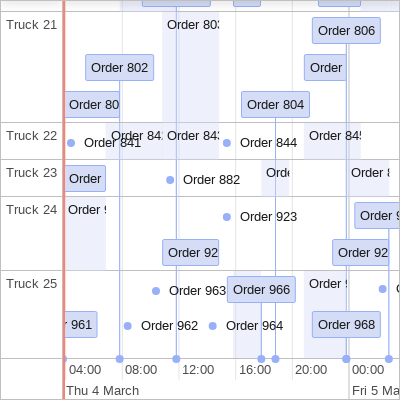 Truck 21
Order 803
Order 806
Order 802
Order
Order 80
Order 804
Truck 22
Order 841
Order 842
Order 843
Order 844
Order 845
Truck 23
Order
Order 882
Orde
Order 8
Truck 24
Order 9
Order 923
Order 9
Order 92
Order 92
Truck 25
Order 963
Order 966
Order 9
O
961
Order 962
Order 964
Order 968
04:00 08:00 12:00 16:00 20:00 00:00
Thu 4 March Fri 5 Ma